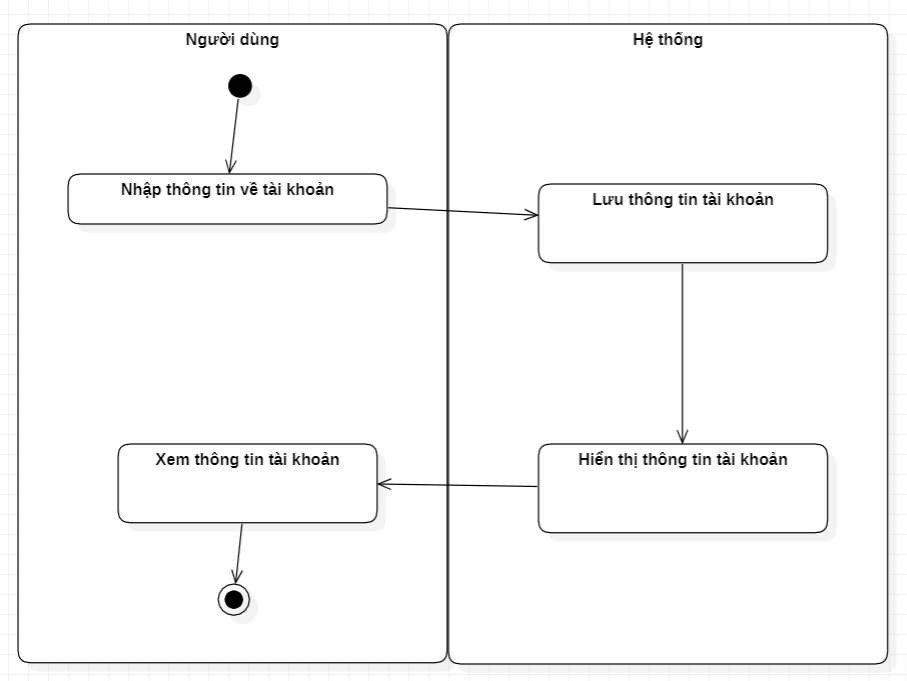 Người dùng
Hệ thống
Nhập thông tin về tài khoản
Lưu thông tin tài khoản
Xem thông tin tài khoản
Hiển thị thông tin tài khoản